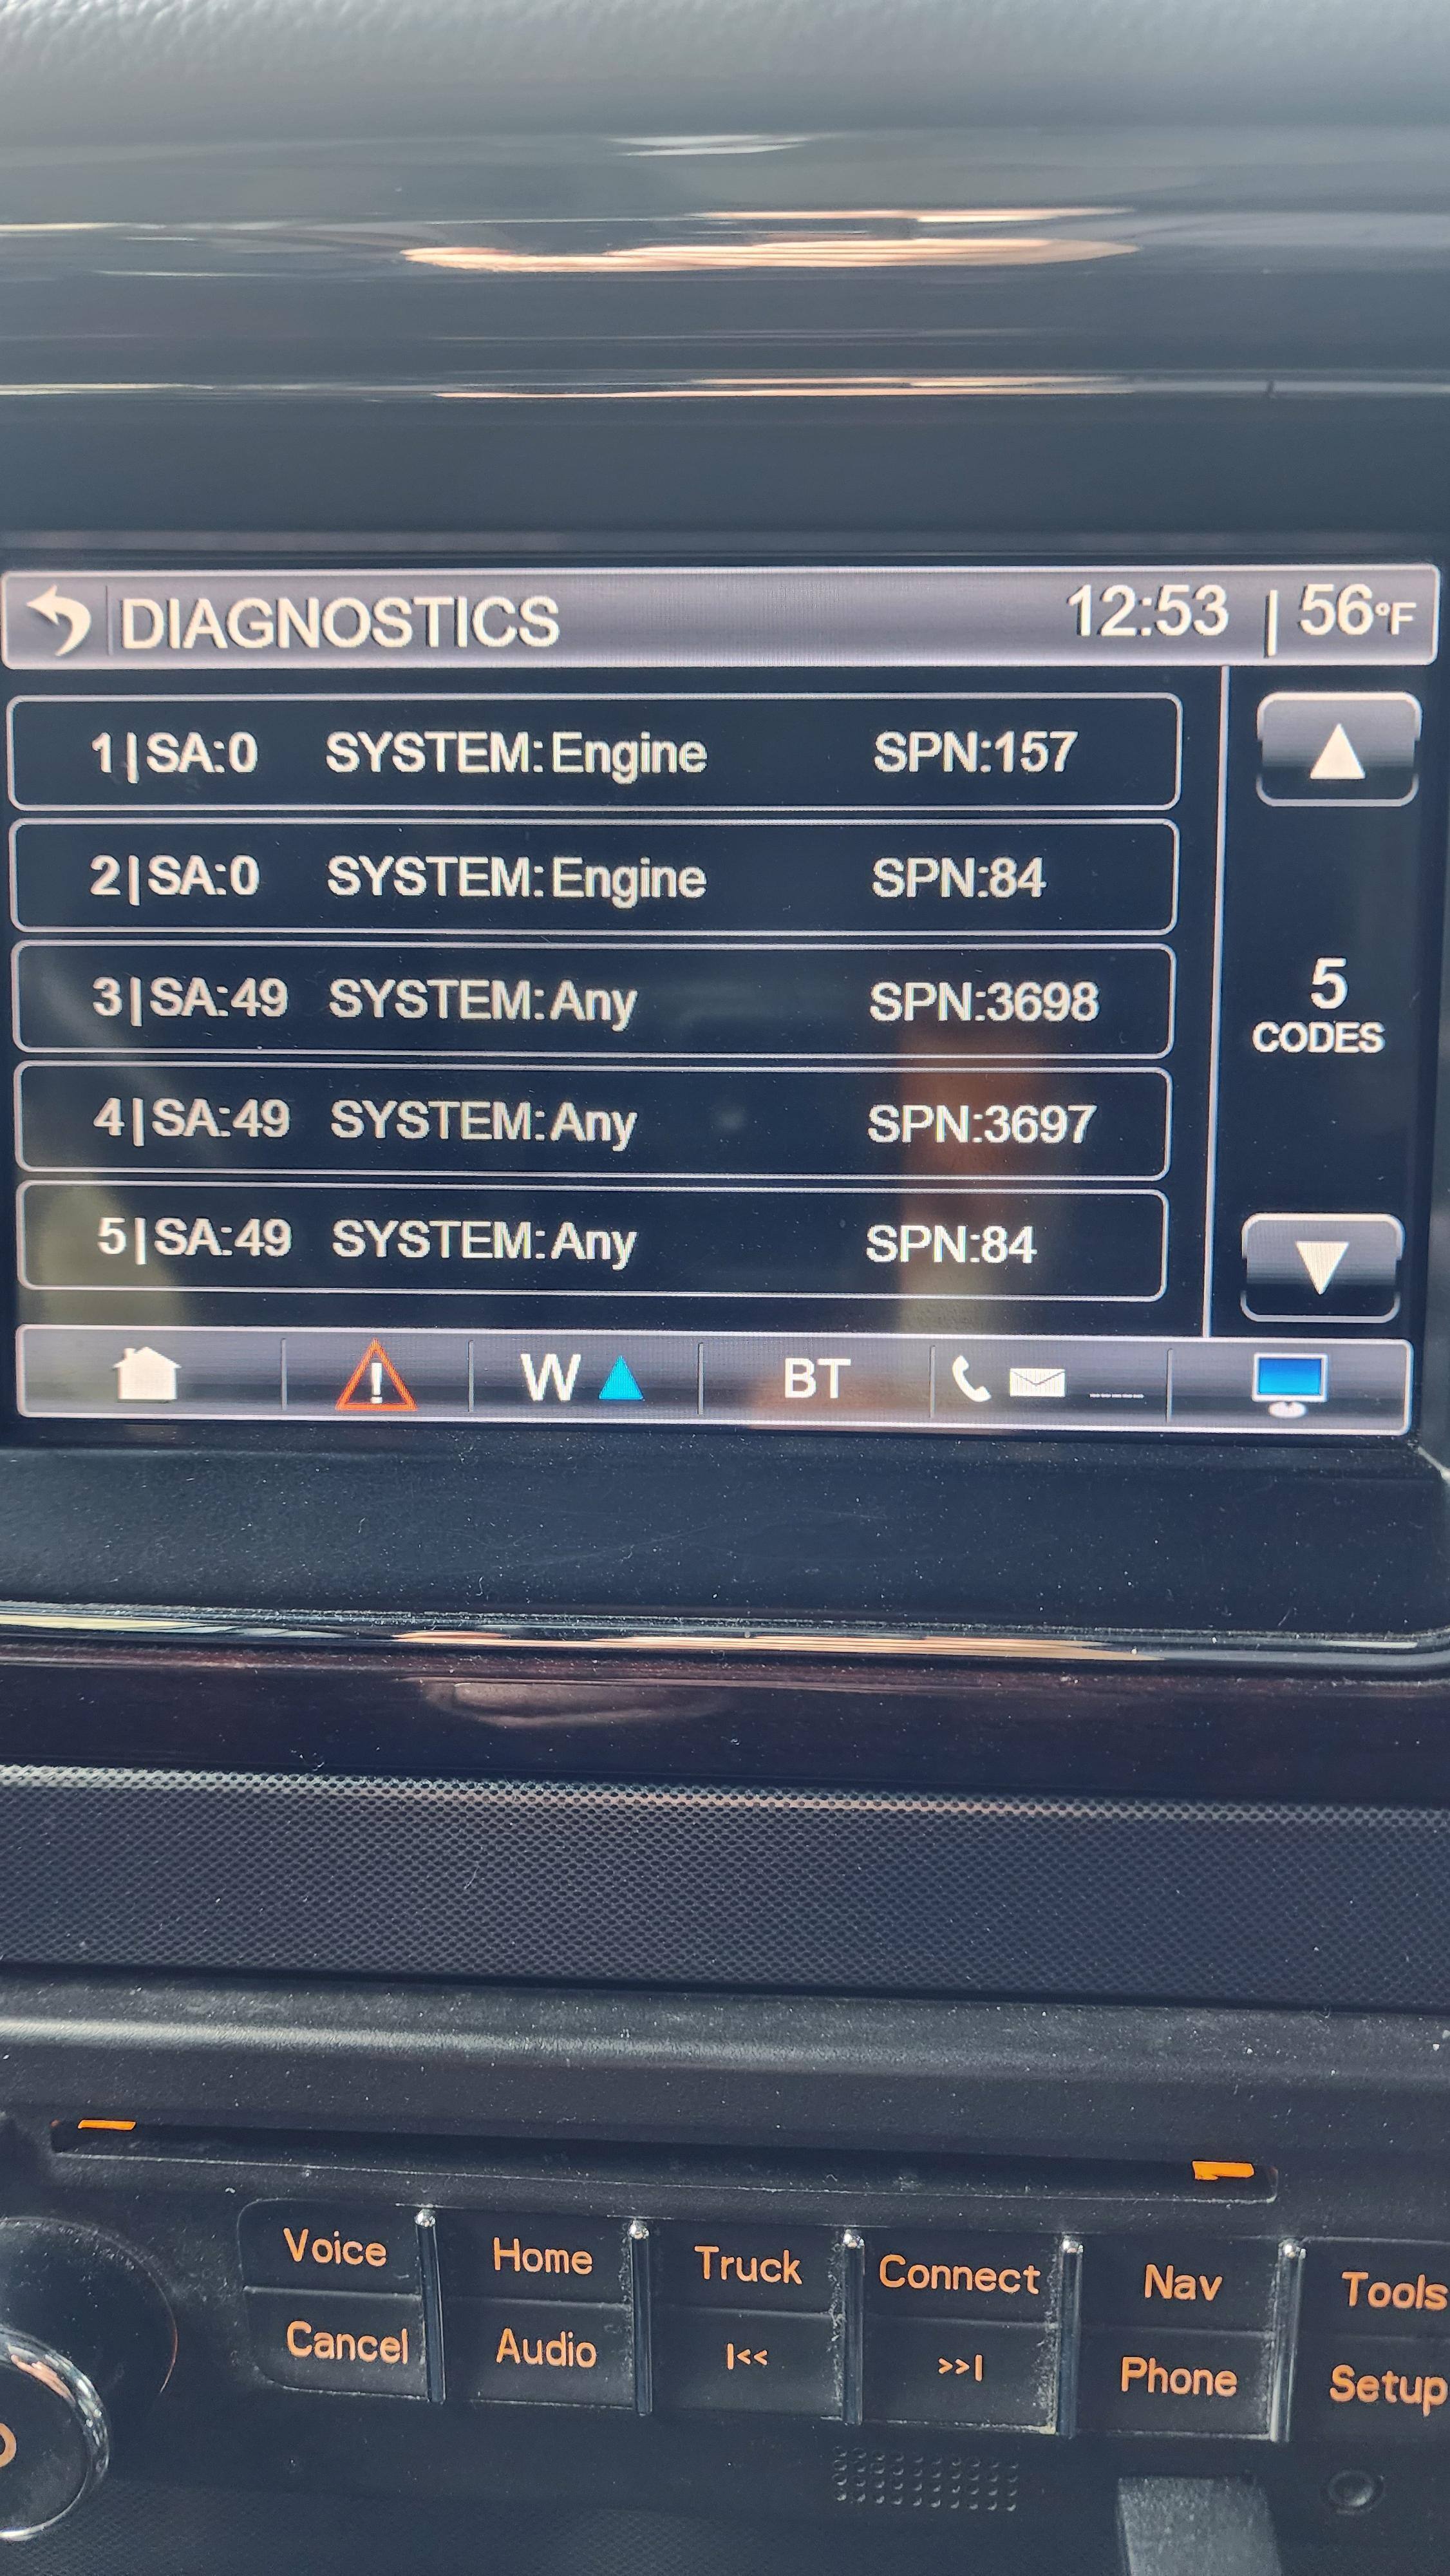 DIAGNOSTICS 12:53 | 56°F
1|SA:0 SYSTEM:Engine SPN:157
2|SA:0 SYSTEM:Engine SPN:84
3|SA:49 SYSTEM:Any SPN:3698
4|SA:49 SYSTEM:Any SPN:3697
5|SA:49 SYSTEM:Any SPN:84
5
CODES
W BT
Voice Home Truck Connect Nav Tools
Cancel Audio |<< >>| Phone Setup